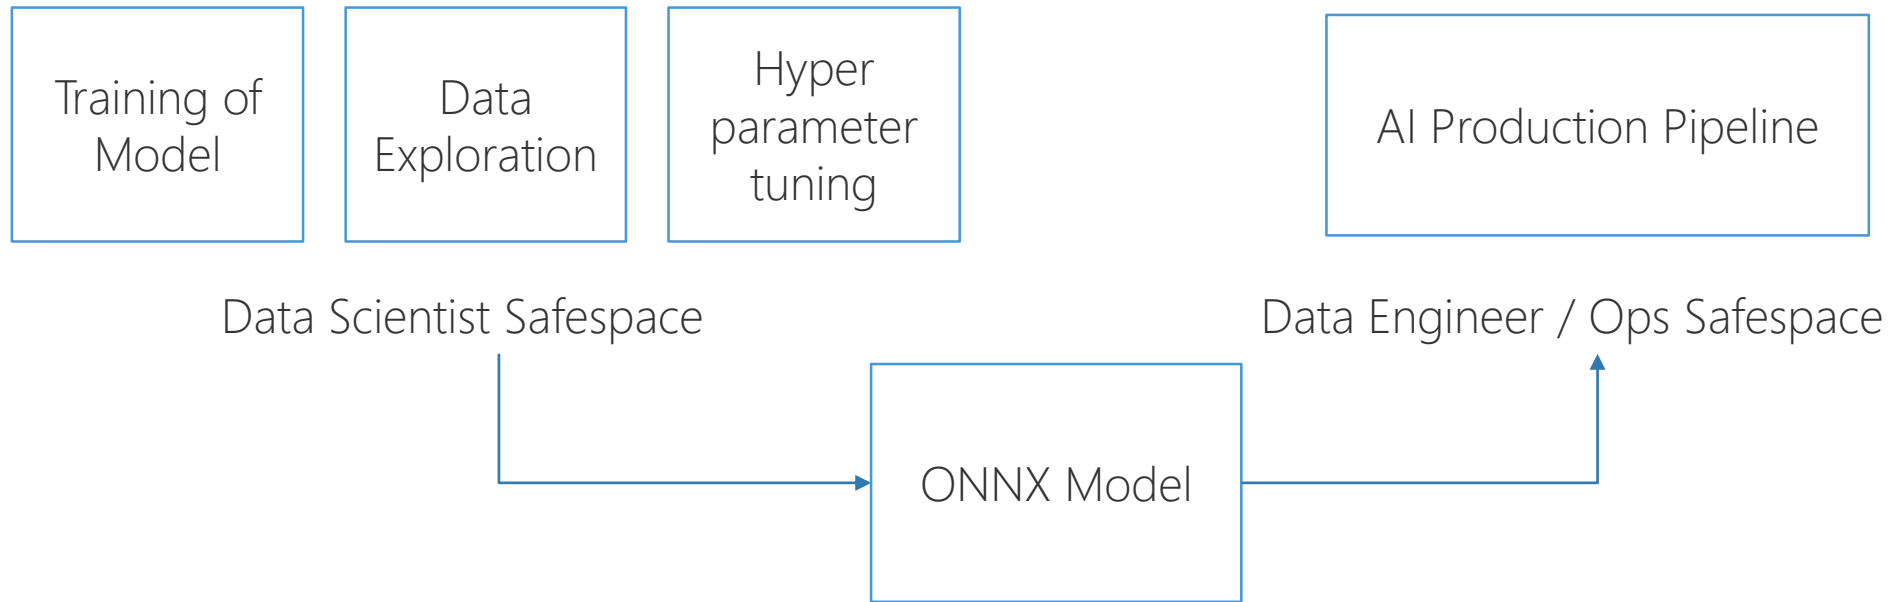 Training of
Model
Data
Exploration
Hyper
parameter
tuning
AI Production Pipeline
Data Scientist Safespace
Data Engineer / Ops Safespace
ONNX Model